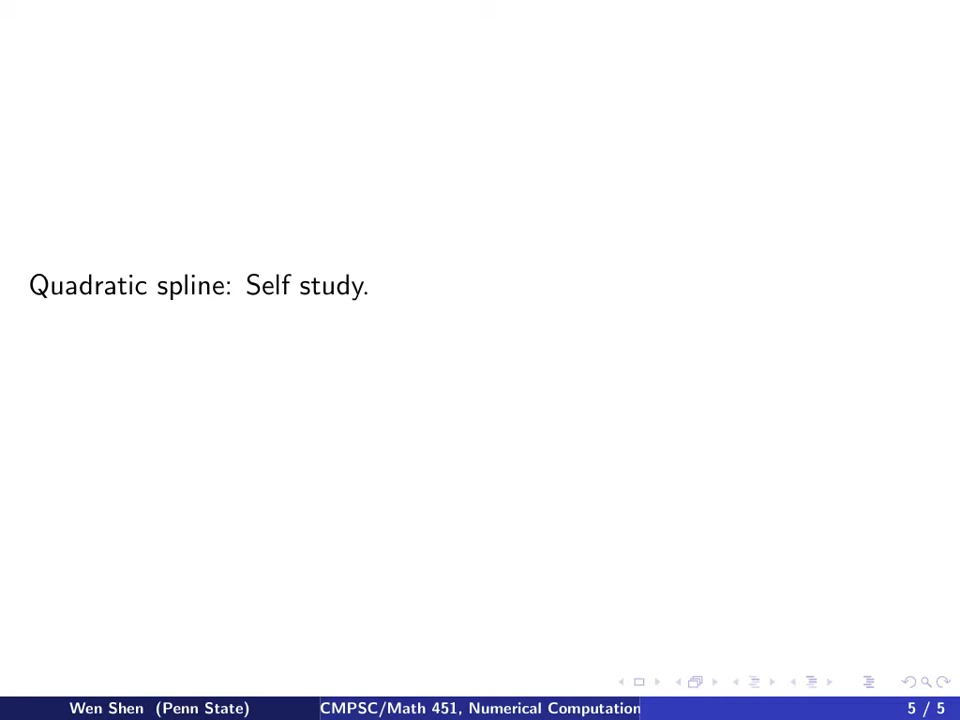 Quadratic spline: Self study.
Wen Shen (Penn State) CMPSC/Math 451, Numerical Computation 5 / 5